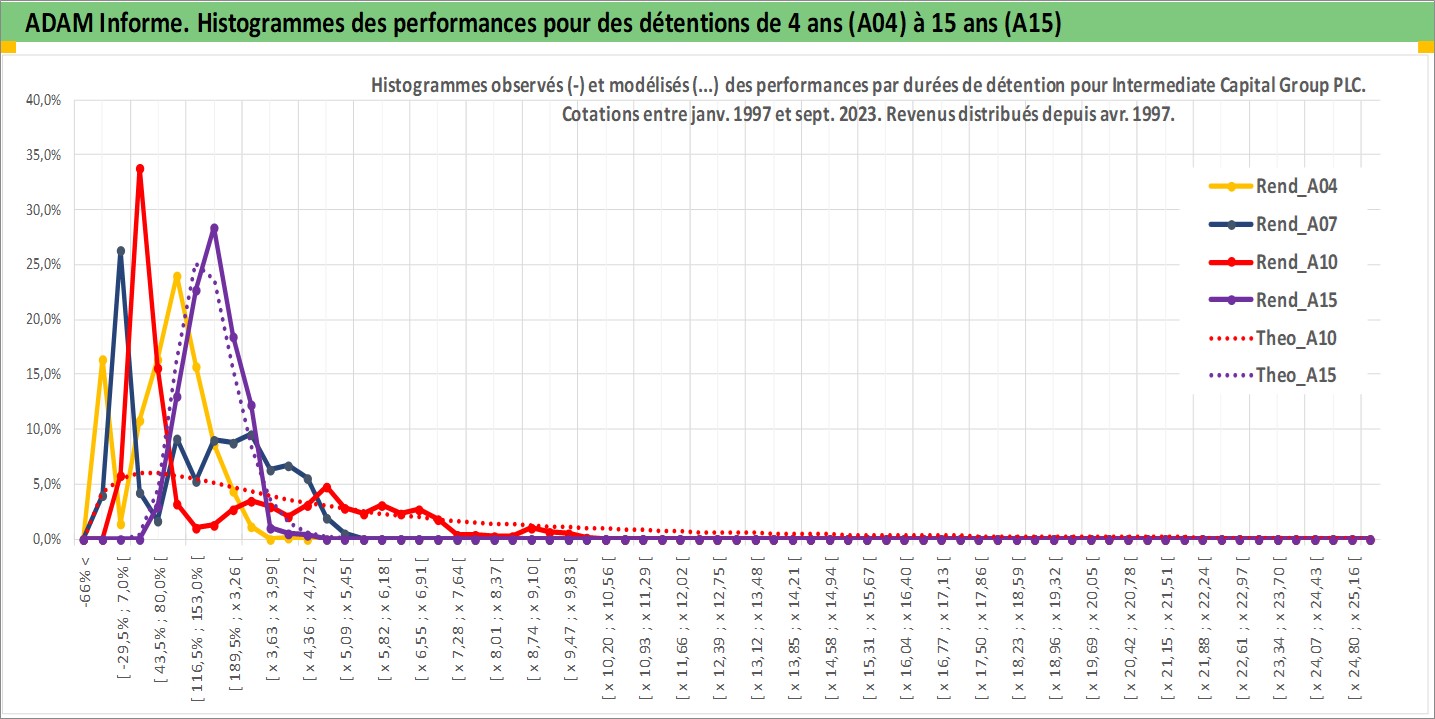 ADAM Informe. Histogrammes des performances pour des détentions de 4 ans (A04) à 15 ans (A15)
Histogrammes observés (-) et modélisés (...) des performances par durées de détention pour Intermediate Capital Group PLC.
Cotations entre janv. 1997 et sept. 2023. Revenus distribués depuis avr. 1997.
40,0%
35,0%
30,0%
25,0%
20,0%
15,0%
10,0%
5,0%
0,0%
Rend_A04
Rend_A07
Rend_A10
Rend_A15
Theo_A10
Theo_A15
-66% <
[ -29,5% ; 7,0% [
[ 43,5% ; 80,0% [
[ 116,5% ; 153,0% [
[ 189,5% ; x 3,26 [
[ x 3,63 ; x 3,99 [
[ x 4,36 ; x 4,72 [
[ x 5,09 ; x 5,45 [
[ x 5,82 ; x 6,18 [
[ x 6,55 ; x 6,91 [
[ x 7,28 ; x 7,64 [
[ x 8,01 ; x 8,37 [
[ x 8,74 ; x 9,10 [
[ x 9,47 ; x 9,83 [
[ x 10,20 ; x 10,56 [
[ x 10,93 ; x 11,29 [
[ x 11,66 ; x 12,02 [
[ x 12,39 ; x 12,75 [
[ x 13,12 ; x 13,48 [
[ x 13,85 ; x 14,21 [
[ x 14,58 ; x 14,94 [
[ x 15,31 ; x 15,67 [
[ x 16,04 ; x 16,40 [
[ x 16,77 ; x 17,13 [
[ x 17,50 ; x 17,86 [
[ x 18,23 ; x 18,59 [
[ x 18,96 ; x 19,32 [
[ x 19,69 ; x 20,05 [
[ x 20,42 ; x 20,78 [
[ x 21,15 ; x 21,51 [
[ x 21,88 ; x 22,24 [
[ x 22,61 ; x 22,97 [
[ x 23,34 ; x 23,70 [
[ x 24,07 ; x 24,43 [
[ x 24,80 ; x 25,16 [